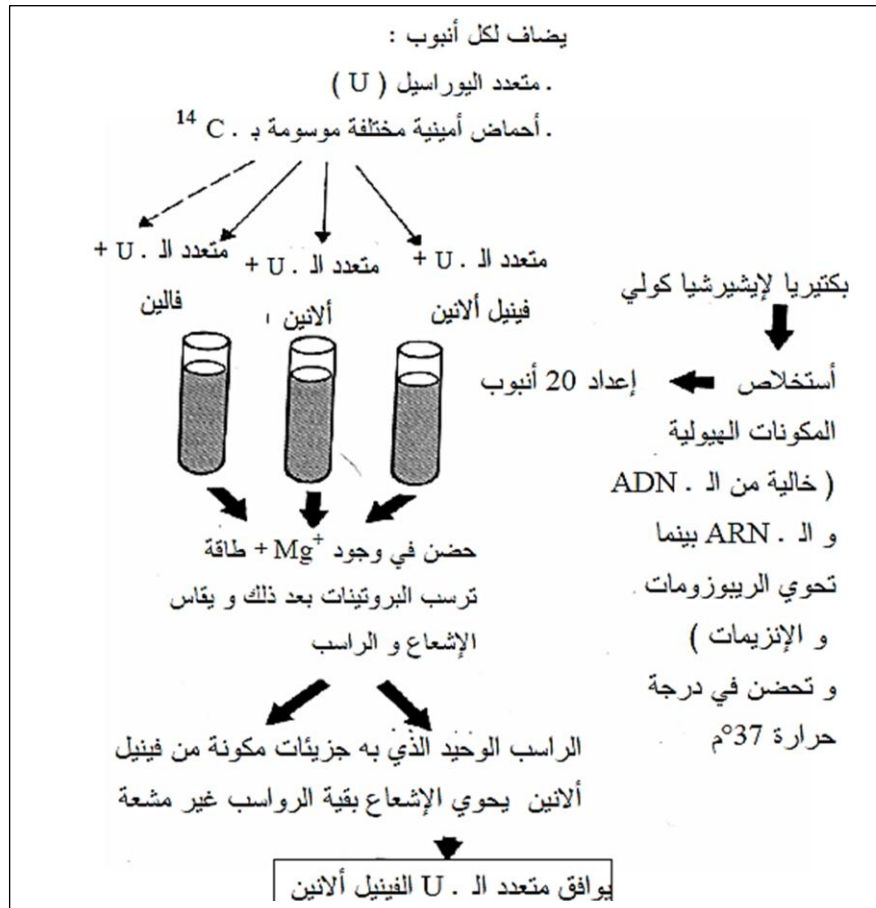 يضاف لكل أنبوب :
. متعدد اليوراسيل ( U )
. أحماض أمينية مختلفة موسومة بـ . 14 C
متعدد الـ . U +
فينيل ألانين
متعدد الـ . U +
ألانين
متعدد الـ . U +
فالين
بكتيريا لإيشيرشيا كولي
أستخلاص
المكونات الهيولية
( خالية من الـ . ADN
و الـ . ARN بينما
تحوي الريبوزومات
و الإنزيمات )
و تحضن في درجة
حرارة 37°م
إعداد 20 أنبوب
حضن في وجود Mg+ + طاقة
ترسب البروتينات بعد ذلك و يقاس
الإشعاع و الراسب
الراسب الوحيد الذي به جزيئات مكونة من فينيل
ألانين يحوي الإشعاع بقية الرواسب غير مشعة
يوافق متعدد الـ . U الفينيل ألانين